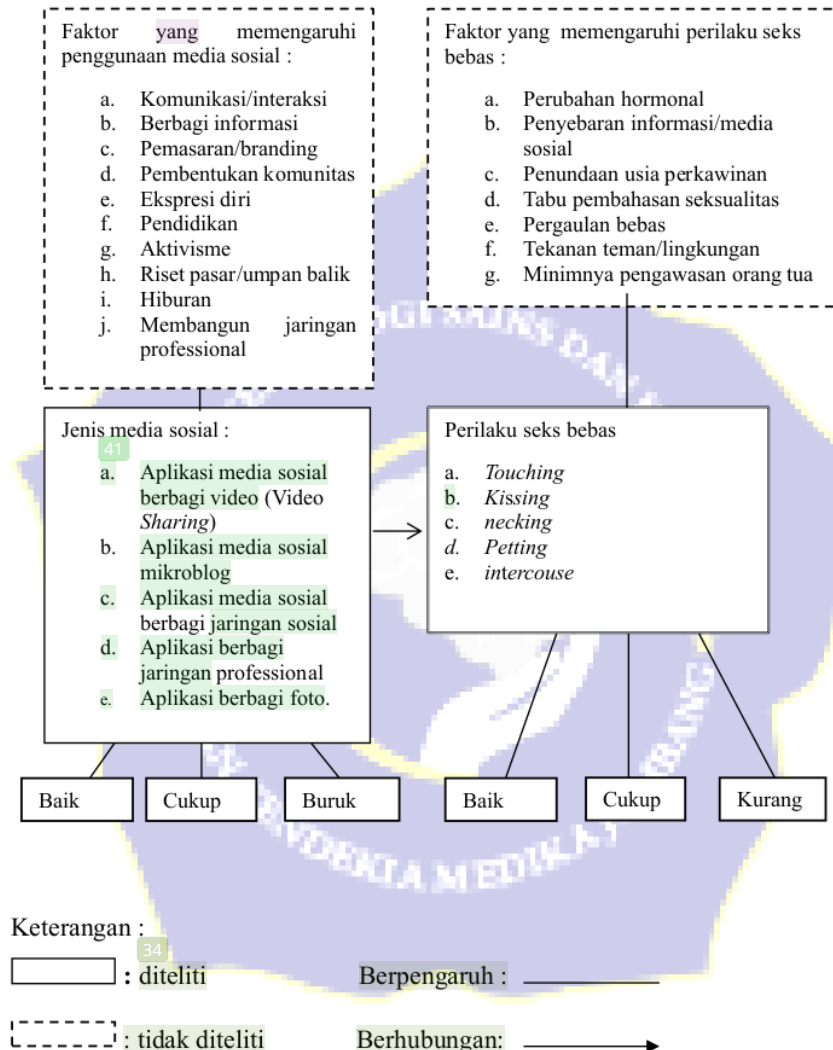 Faktor yang memengaruhi
penggunaan media sosial :
a. Komunikasi/interaksi
b. Berbagi informasi
c. Pemasaran/branding
d. Pembentukan komunitas
e. Ekspresi diri
f. Pendidikan
g. Aktivisme
h. Riset pasar/umpan balik
i. Hiburan
j. Membangun jaringan
professional
Faktor yang memengaruhi perilaku seks
bebas :
a. Perubahan hormonal
b. Penyebaran informasi/media
sosial
c. Penundaan usia perkawinan
d. Tabu pembahasan seksualitas
e. Pergaulan bebas
f. Tekanan teman/lingkungan
g. Minimnya pengawasan orang tua
Jenis media sosial :
41
a. Aplikasi media sosial
berbagi video (Video
Sharing)
b. Aplikasi media sosial
mikroblog
c. Aplikasi media sosial
berbagi jaringan sosial
d. Aplikasi berbagi
jaringan professional
e. Aplikasi berbagi foto.
Perilaku seks bebas
a. Touching
b. Kissing
c. necking
d. Petting
e. intercouse
Baik
Cukup
Buruk
Baik
Cukup
Kurang
Keterangan :
34
: diteliti
Berpengaruh :
: tidak diteliti
Berhubungan: